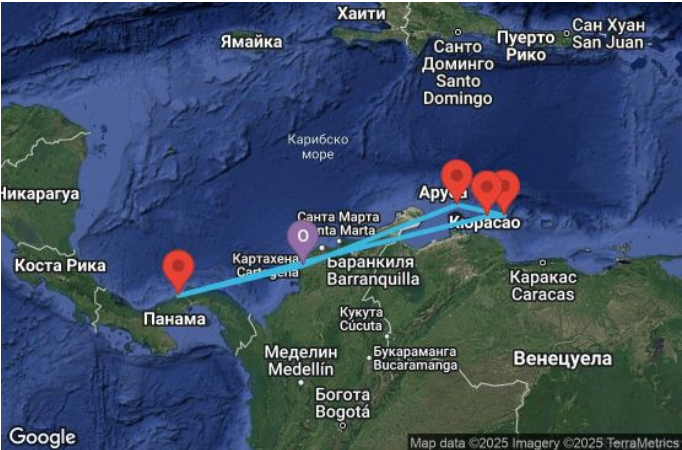 Хаити
Ямайка
Сан Хуан
San Juan
Пуерто
Рико
Санто
Доминго
Santo
Domingo
Карибско
море
Никарагуа
Аруба
Кюрасао
Санта Марта
Santa Marta
O
Картахена
Cartagena
Баранкиля
Barranquilla
Коста Рика
Каракас
Caracas
Панама
Кукута
Cúcuta
Меделин
Medellín
Букараманга
Bucaramanga
Венецуела
Богота
Bogotá
Google
Map data ©2025 Imagery ©2025 TerraMetrics